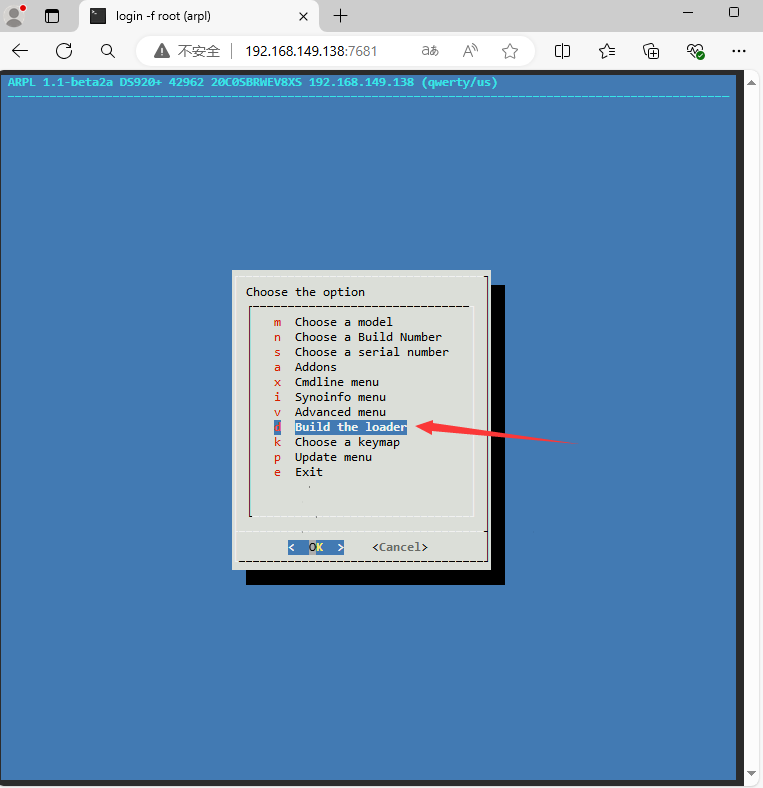 login -f root (arpl)
不安全 192.168.149.138:7681
ARPL 1.1-beta2a DS920+ 42962 20C0SBRWEV8X5 192.168.149.138 (qwerty/us)
Choose the option
m Choose a model
n Choose a Build Number
s Choose a serial number
a Addons
x Cmdline menu
i Synoinfo menu
v Advanced menu
d Build the loader
k Choose a keymap
p Update menu
e Exit
< OK > <Cancel>